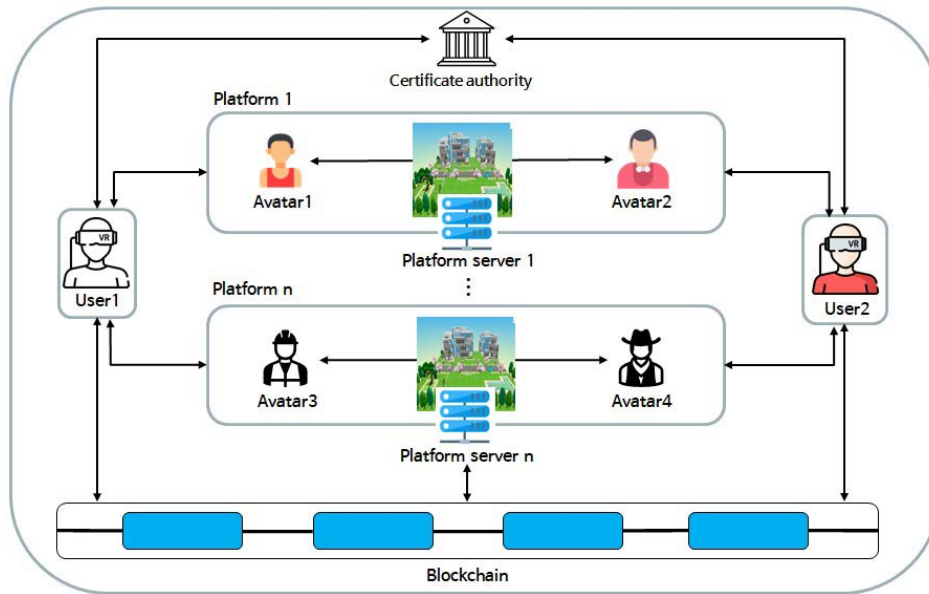 Certificate authority
Platform 1
Avatar1
Avatar2
VR
User1
VR
User2
Platform server 1
Platform n
Avatar3
Avatar4
Platform server n
Blockchain